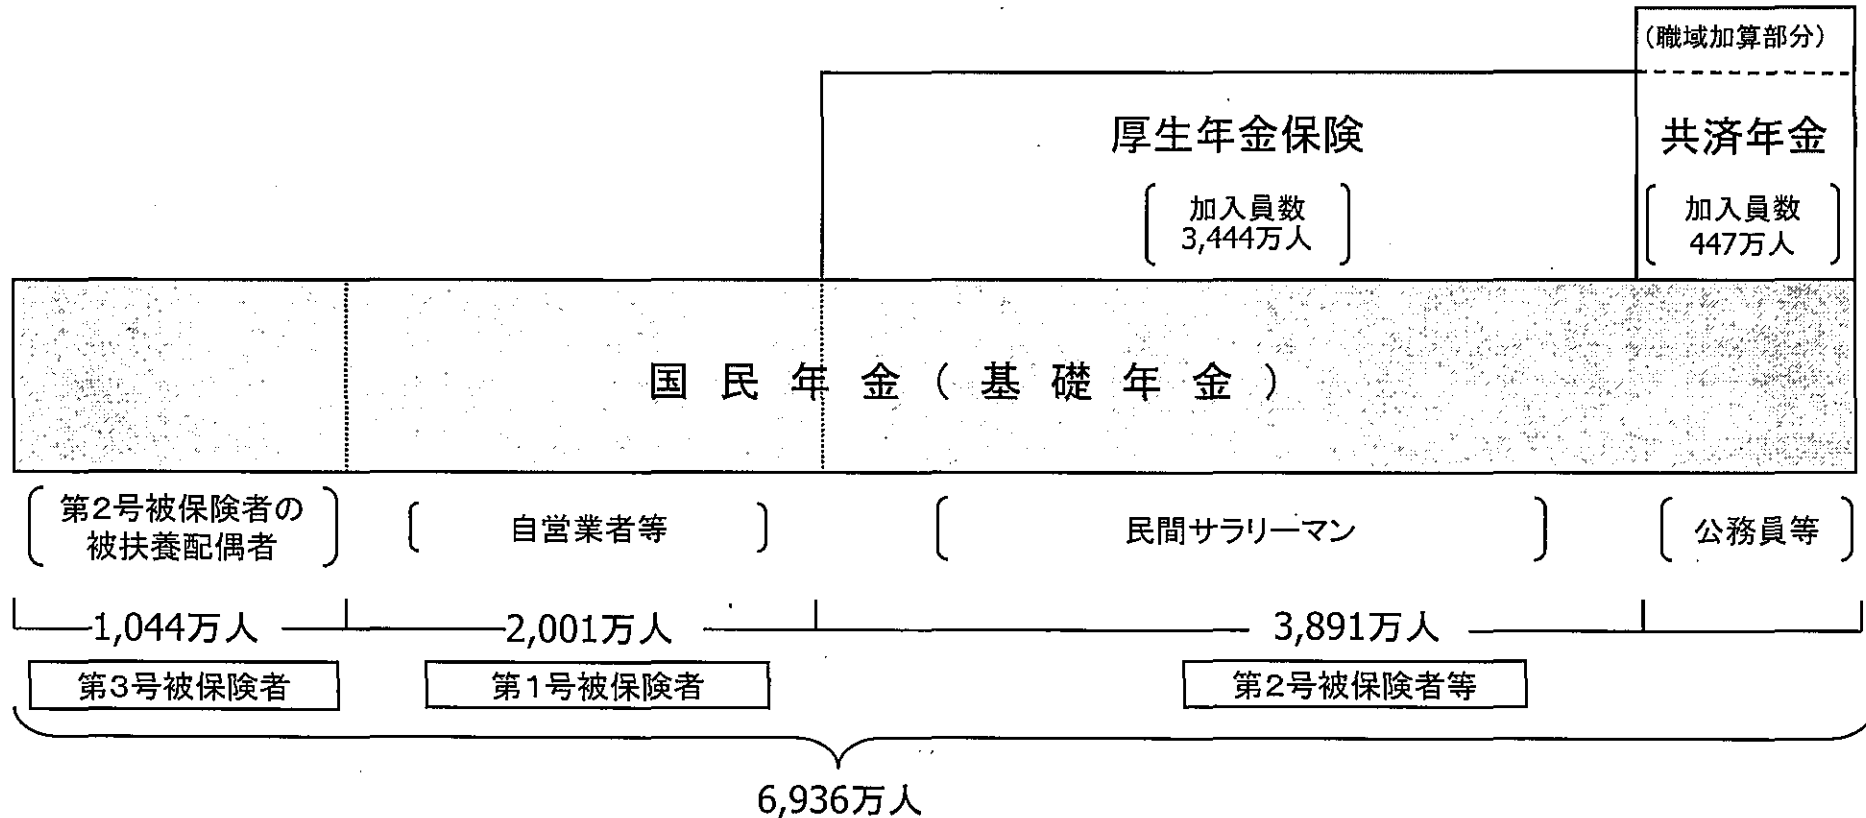 (職域加算部分)
厚生年金保険
加入員数
3,444万人
共済年金
加入員数
447万人
国民年金(基礎年金)
第2号被保険者の
被扶養配偶者
自営業者等
民間サラリーマン
公務員等
1,044万人
2,001万人
3,891万人
第3号被保険者
第1号被保険者
第2号被保険者等
6,936万人